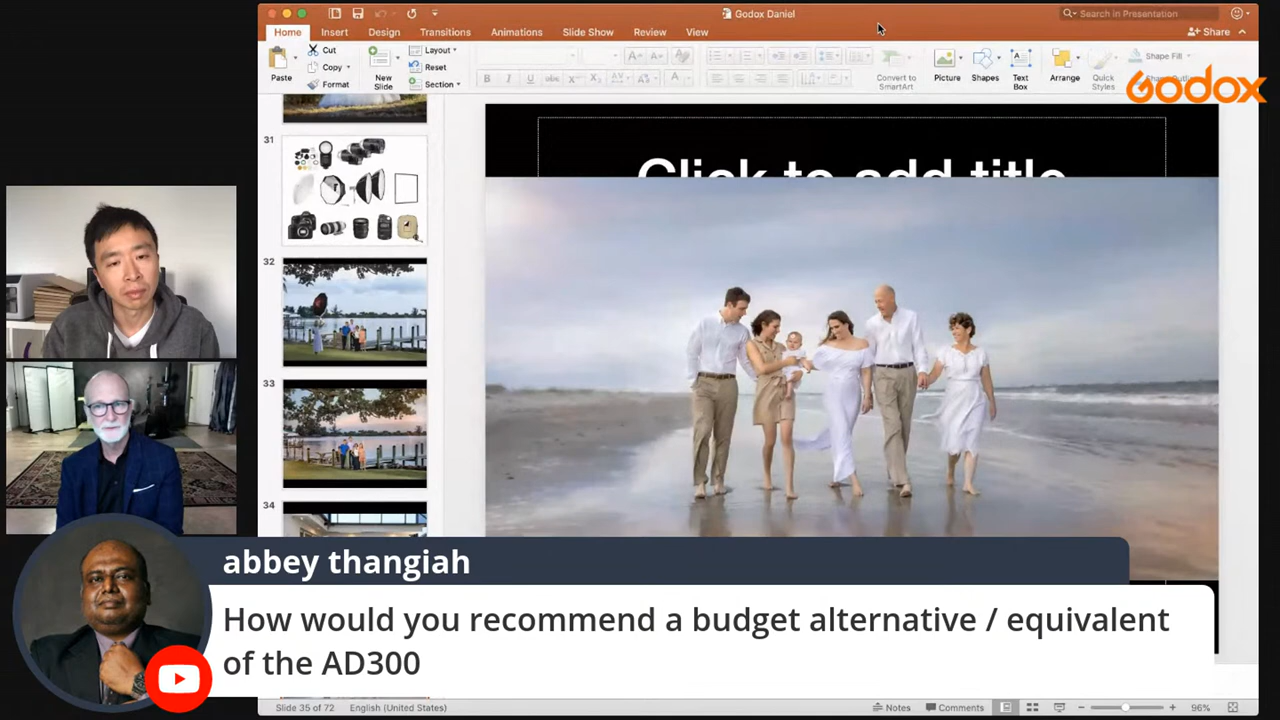 Godox Daniel
Search in Presentation
Home
Insert
Design
Transitions
Animations
Slide Show
Review
View
Share
Paste
Cut
Copy
Format
New
Slide
Layout
Reset
Section
B
I
U
abc
Convert to
SmartArt
Picture
Shapes
Text
Box
Arrange
Quick
Styles
Shape Fill
Godox
31
32
33
34
Click to add title
abbey thangiah
How would you recommend a budget alternative / equivalent
of the AD300
Slide 35 of 72
English (United States)
Notes
Comments
96%